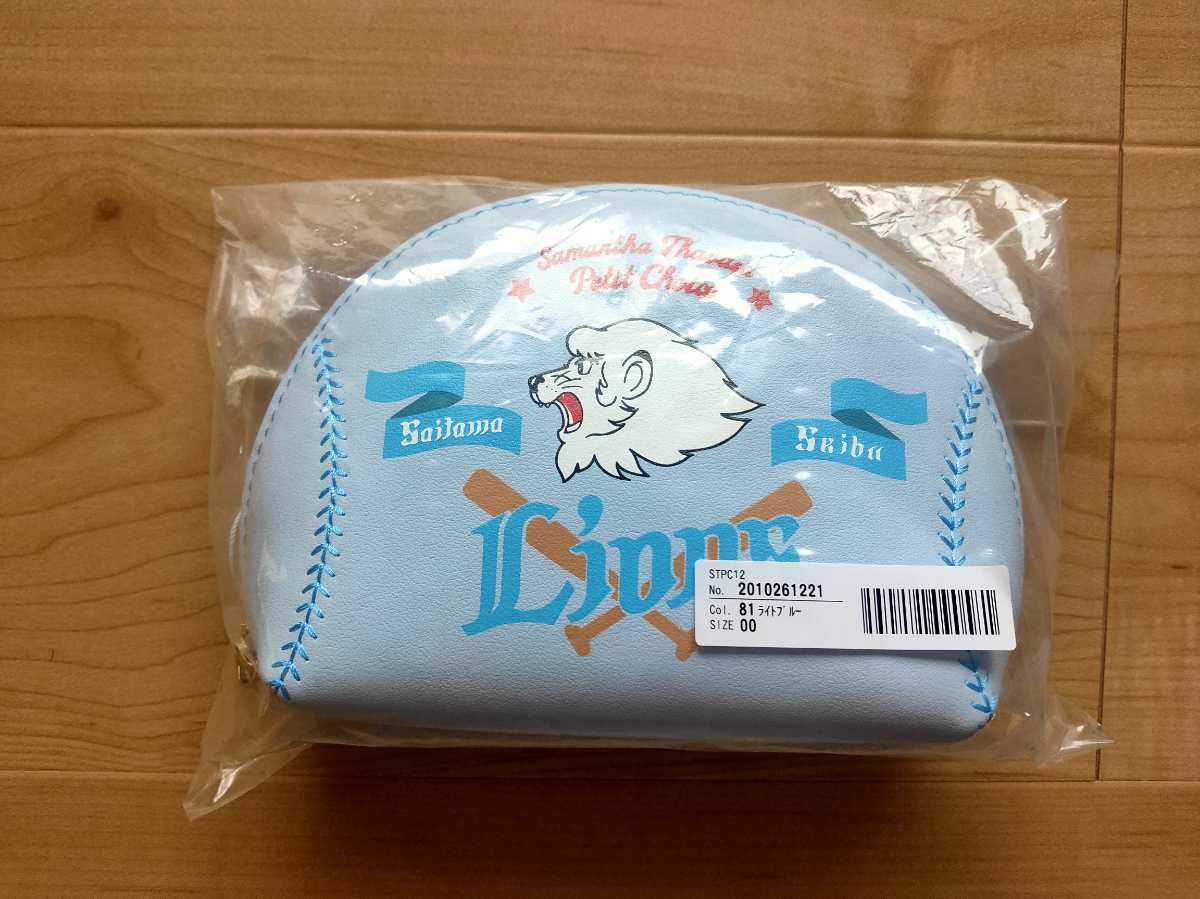 Samantha Thavasa
Petit Choice
Saitama
Seibu
Lions
STPC12
No. 2010261221
Col. 81 ライトブルー
SIZE 00